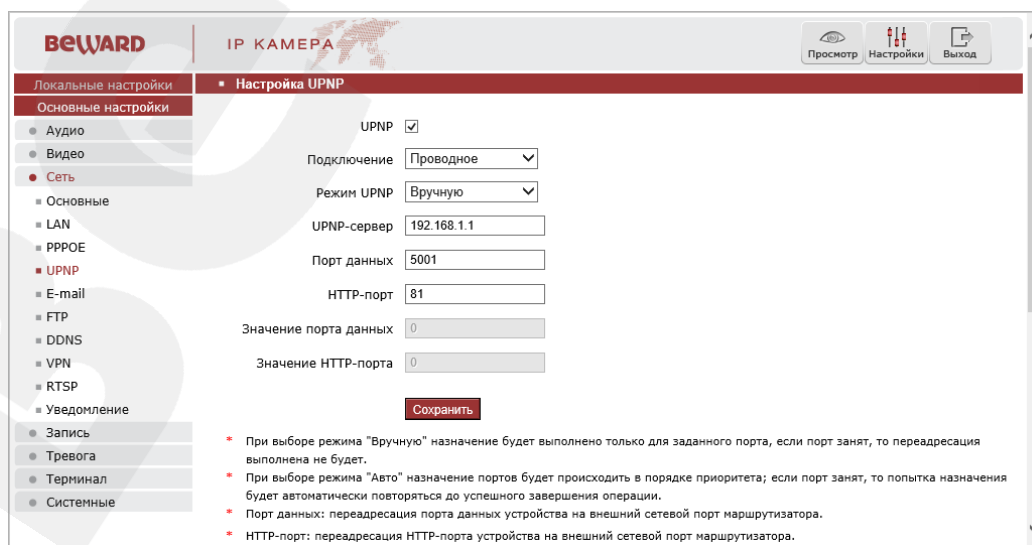 BEWARD
IP КАМЕРА
Просмотр
Настройки
Выход
Локальные настройки
Основные настройки
Аудио
Видео
Сеть
Основные
LAN
PPPOE
UPNP
E-mail
FTP
DDNS
VPN
RTSP
Уведомление
Запись
Тревога
Терминал
Системные
Настройка UPNP
UPNP
Подключение Проводное
Режим UPNP Вручную
UPNP-сервер 192.168.1.1
Порт данных 5001
HTTP-порт 81
Значение порта данных 0
Значение HTTP-порта 0
Сохранить
* При выборе режима "Вручную" назначение будет выполнено только для заданного порта, если порт занят, то переадресация
выполнена не будет.
* При выборе режима "Авто" назначение портов будет происходить в порядке приоритета; если порт занят, то попытка назначения
будет автоматически повторяться до успешного завершения операции.
* Порт данных: переадресация порта данных устройства на внешний сетевой порт маршрутизатора.
* HTTP-порт: переадресация HTTP-порта устройства на внешний сетевой порт маршрутизатора.